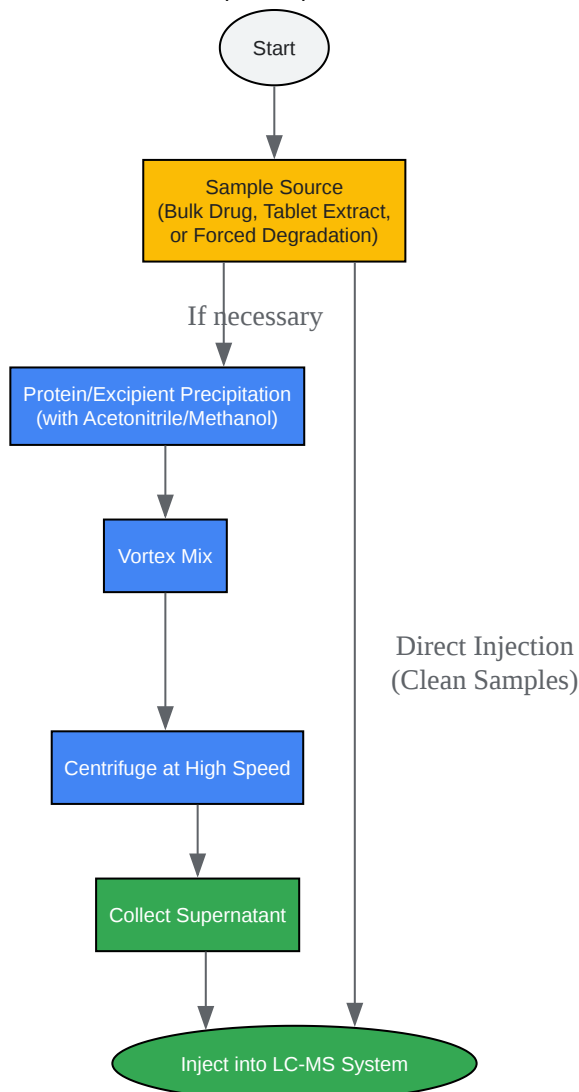 Start
Sample Source
(Bulk Drug, Tablet Extract,
or Forced Degradation)
If necessary
Protein/Excipient Precipitation
(with Acetonitrile/Methanol)
Vortex Mix
Direct Injection
(Clean Samples)
Centrifuge at High Speed
Collect Supernatant
Inject into LC-MS System